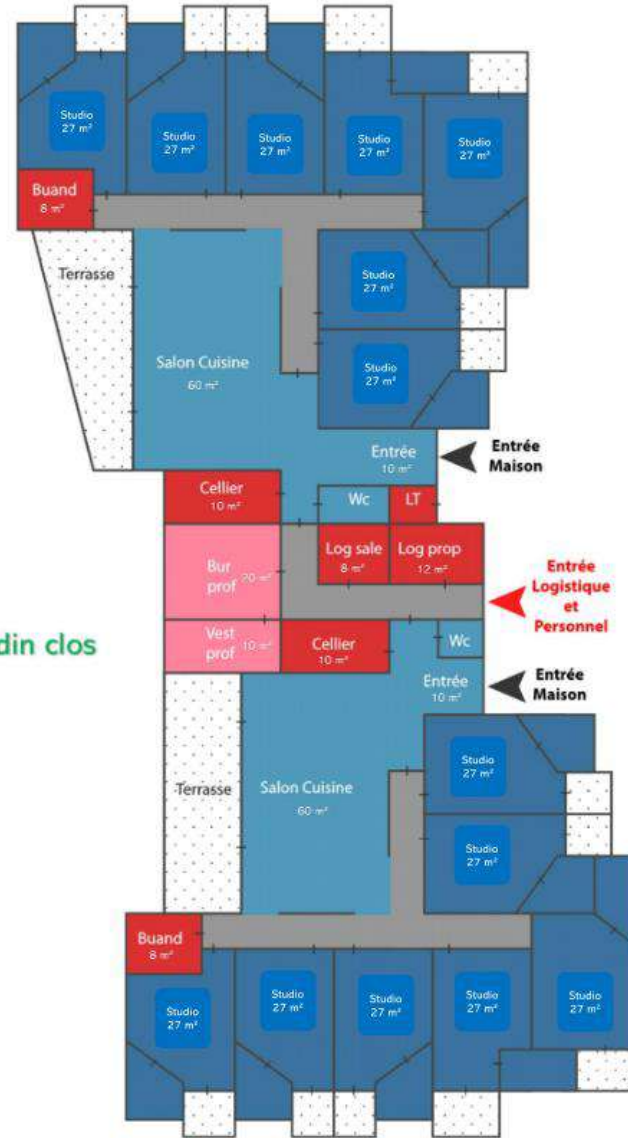 Studio
27 m²
Studio
27 m²
Studio
27 m²
Studio
27 m²
Studio
27 m²
Buand
8 m²
Terrasse
Studio
27 m²
Salon Cuisine
60 m²
Studio
27 m²
Entrée
10 m²
Entrée
Maison
Cellier
10 m²
Wc
LT
Bur
prof
20 m²
Log sale
8 m²
Log prop
12 m²
Entrée
Logistique
et
Personnel
din clos
Vest
prof
10 m²
Cellier
10 m²
Wc
Entrée
10 m²
Entrée
Maison
Studio
27 m²
Terrasse
Salon Cuisine
60 m²
Studio
27 m²
Buand
8 m²
Studio
27 m²
Studio
27 m²
Studio
27 m²
Studio
27 m²
Studio
27 m²